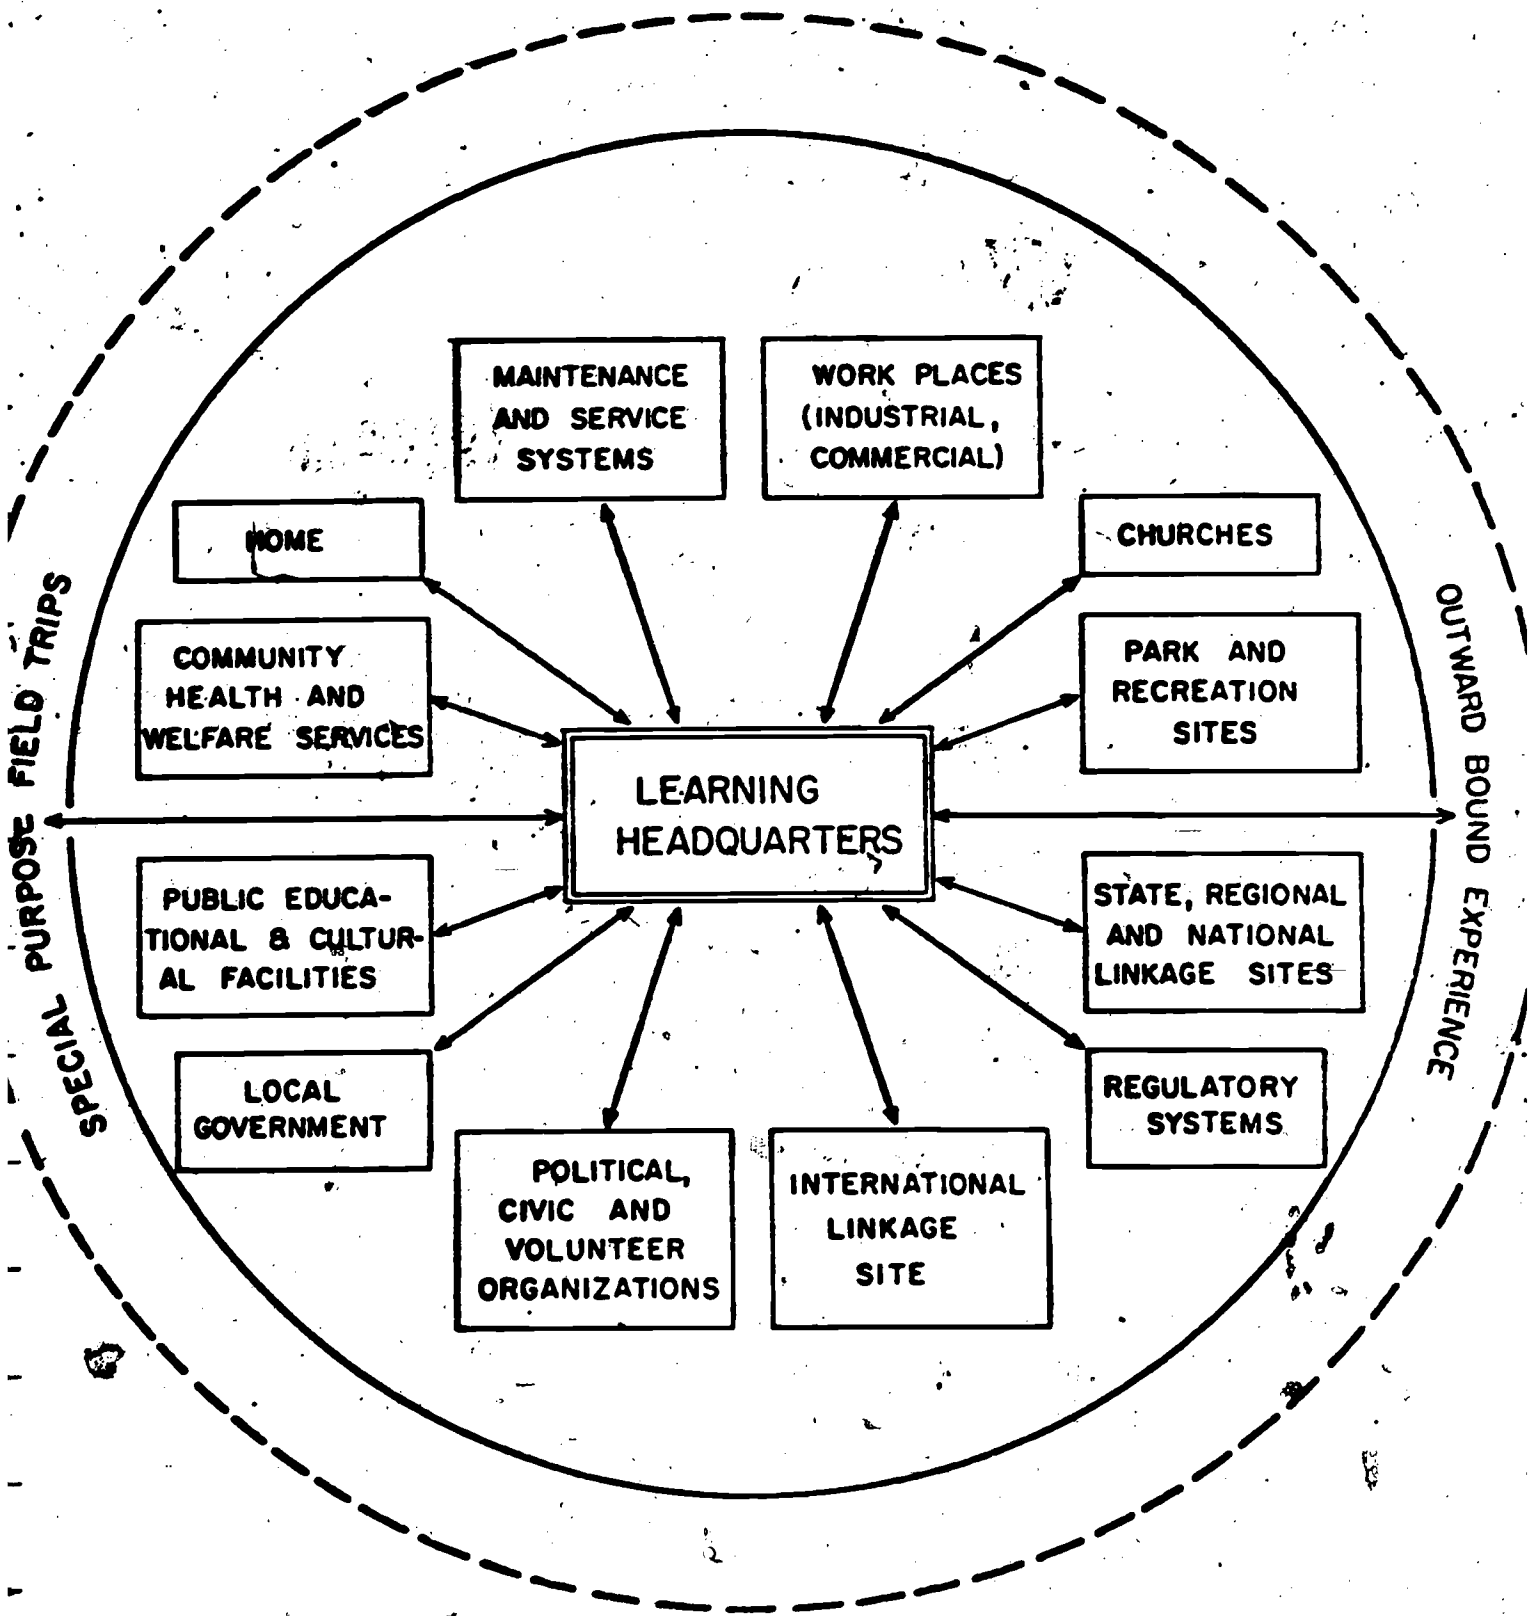 MAINTENANCE
AND SERVICE
SYSTEMS
WORK PLACES
(INDUSTRIAL,
COMMERCIAL)
HOME
CHURCHES
COMMUNITY
HEALTH AND
WELFARE SERVICES
PARK AND
RECREATION
SITES
SPECIAL PURPOSE FIELD TRIPS
LEARNING
HEADQUARTERS
OUTWARD BOUND EXPERIENCE
PUBLIC EDUCA-
TIONAL & CULTUR-
AL FACILITIES
STATE, REGIONAL
AND NATIONAL
LINKAGE SITES
LOCAL
GOVERNMENT
REGULATORY
SYSTEMS
POLITICAL,
CIVIC AND
VOLUNTEER
ORGANIZATIONS
INTERNATIONAL
LINKAGE
SITE